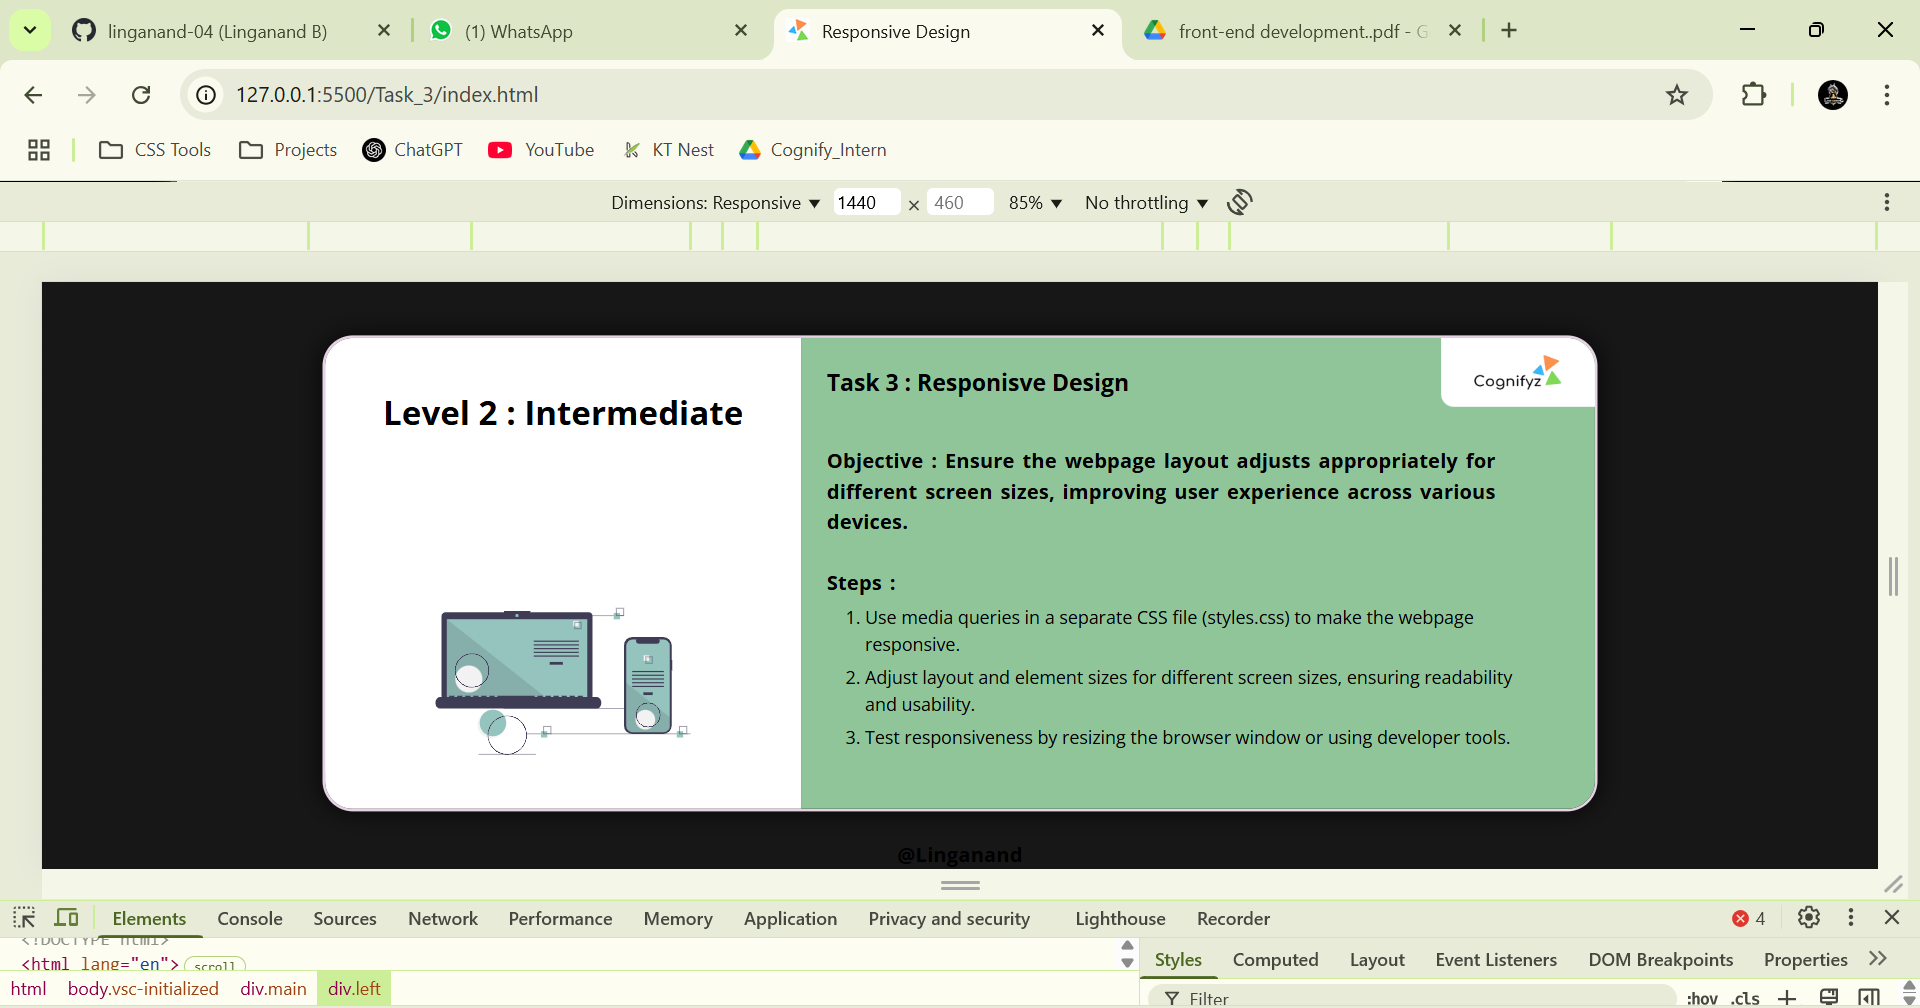 linganand-04 (Linganand B)
(1) WhatsApp
Responsive Design
front-end development..pdf - G
127.0.0.1:5500/Task_3/index.html
CSS Tools
Projects
ChatGPT
YouTube
KT Nest
Cognify_Intern
Dimensions: Responsive ▼ 1440 × 460 85% ▼ No throttling ▼
Level 2 : Intermediate
Task 3 : Responisve Design
Cognifyz
Objective : Ensure the webpage layout adjusts appropriately for
different screen sizes, improving user experience across various
devices.
Steps :
1. Use media queries in a separate CSS file (styles.css) to make the webpage
responsive.
2. Adjust layout and element sizes for different screen sizes, ensuring readability
and usability.
3. Test responsiveness by resizing the browser window or using developer tools.
@Linganand
Elements Console Sources Network Performance Memory Application Privacy and security Lighthouse Recorder 4
<!DOCTYPE html>
<html lang="en"> scroll
html body.vsc-initialized div.main div.left
Styles Computed Layout Event Listeners DOM Breakpoints Properties
Filter :hov .cls